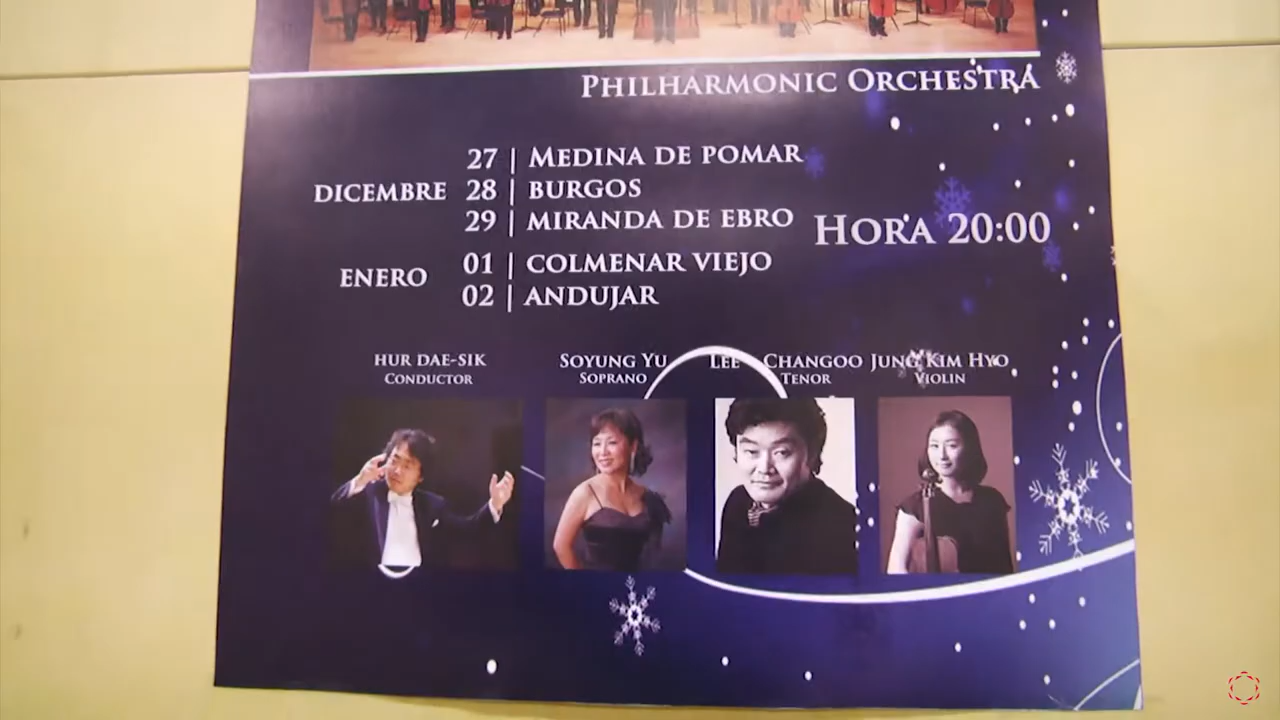 PHILHARMONIC ORCHESTRA
27 | MEDINA DE POMAR
DICEMBRE 28 | BURGOS
29 | MIRANDA DE EBRO
HORA 20:00
01 | COLMENAR VIEJO
ENERO
02 | ANDUJAR
HUR DAE-SIK
CONDUCTOR
SOYUNG YU
SOPRANO
LEE CHANGOO
TENOR
JUNG KIM HYO
VIOLIN